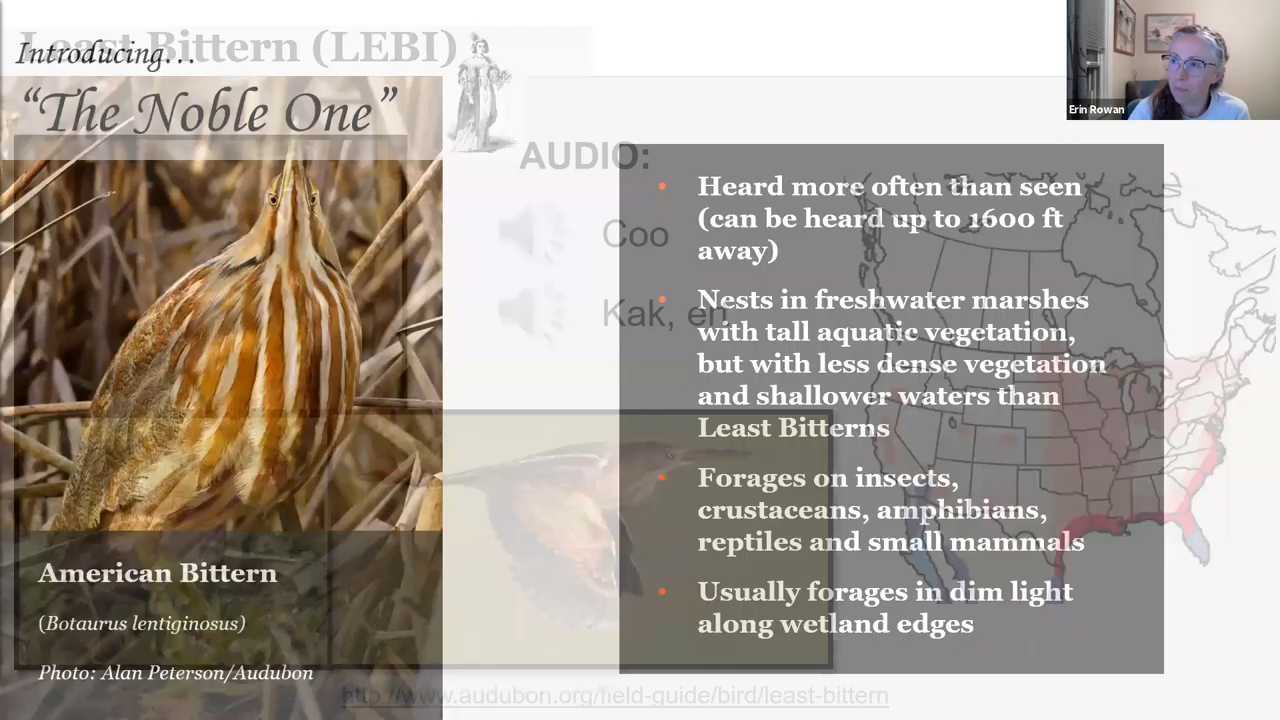 Least Bittern (LEBI)
Introducing…
“The Noble One”
Erin Rowan
AUDIO:
Coo
Kak, en
• Heard more often than seen
(can be heard up to 1600 ft
away)
• Nests in freshwater marshes
with tall aquatic vegetation,
but with less dense vegetation
and shallower waters than
Least Bitterns
• Forages on insects,
crustaceans, amphibians,
reptiles and small mammals
• Usually forages in dim light
along wetland edges
American Bittern
(Botaurus lentiginosus)
Photo: Alan Peterson/Audubon
http://www.audubon.org/field-guide/bird/least-bittern